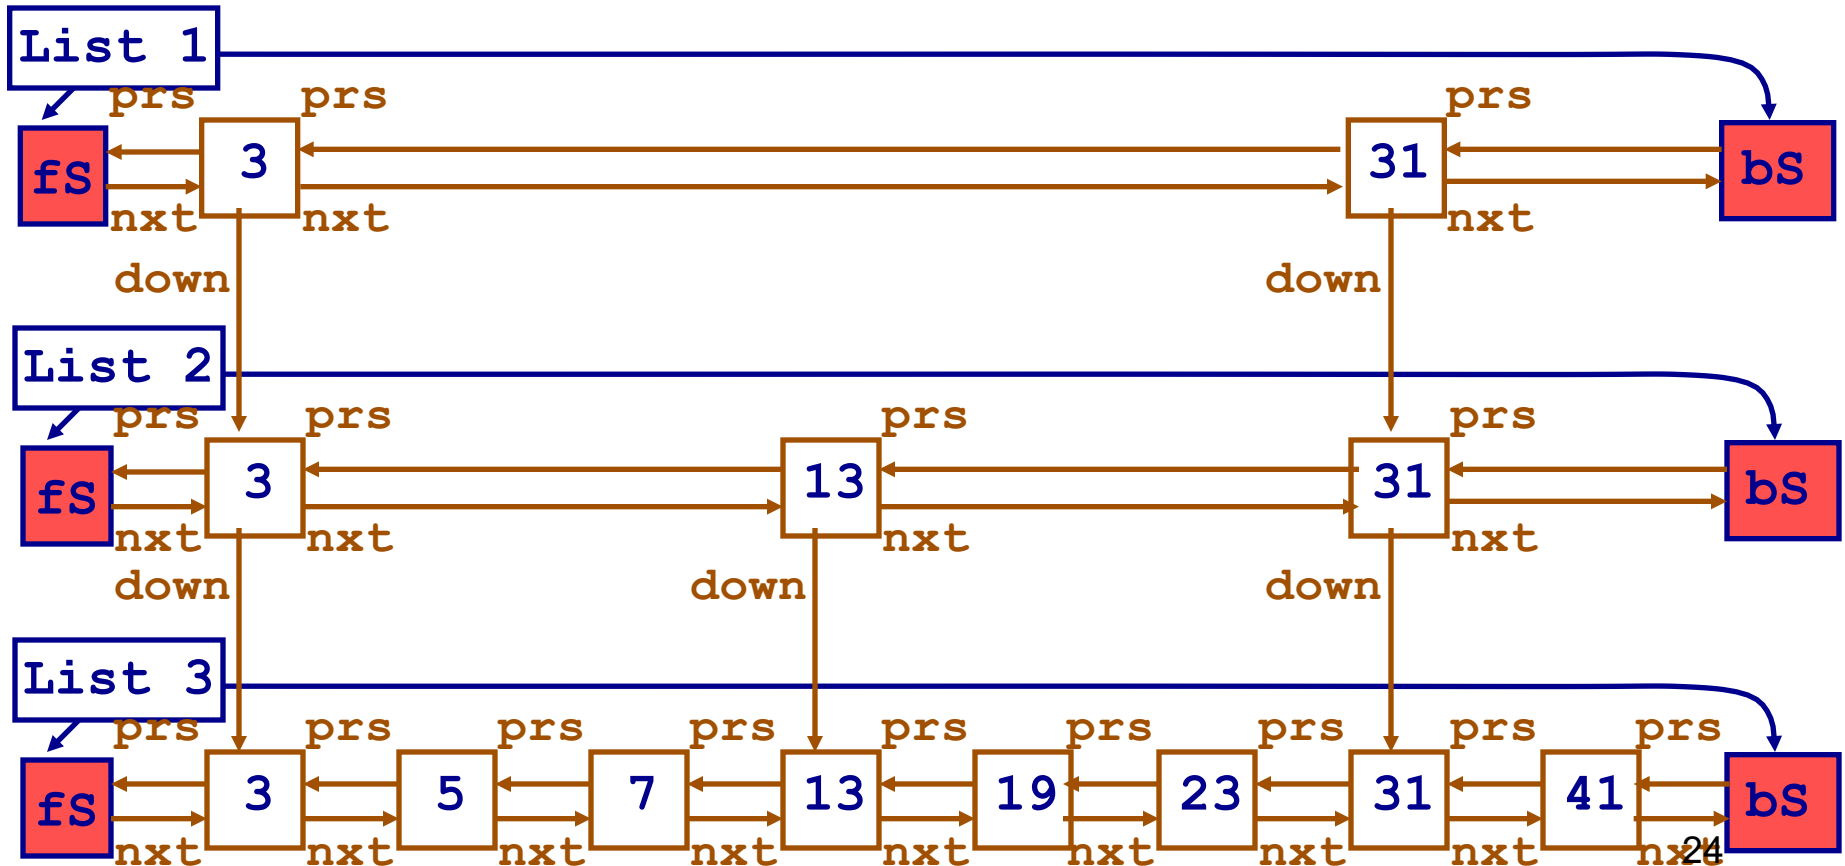 List 1
prs prs prs
fS 3 31 bS
nxt nxt nxt
down down
List 2
prs prs prs prs
fS 3 13 31 bS
nxt nxt nxt nxt
down down down
List 3
prs prs prs prs prs prs prs prs prs
fS 3 5 7 13 19 23 31 41 bS
nxt nxt nxt nxt nxt nxt nxt nxt nxt
24